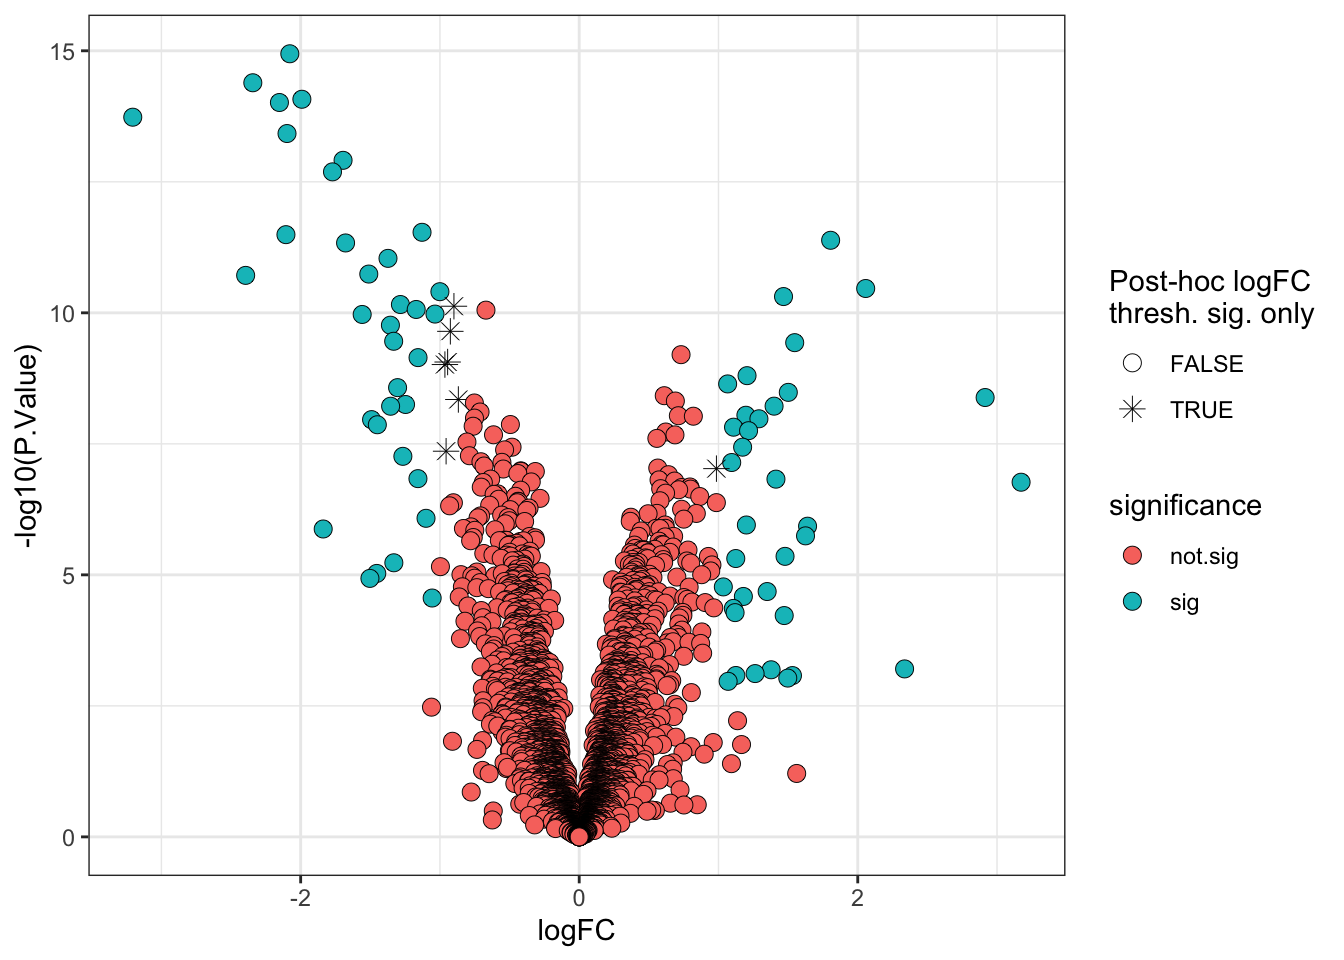 15
10
5
0
-2
0
2
logFC
-log10(P.Value)
Post-hoc logFC
thresh. sig. only
FALSE
TRUE
significance
not.sig
sig